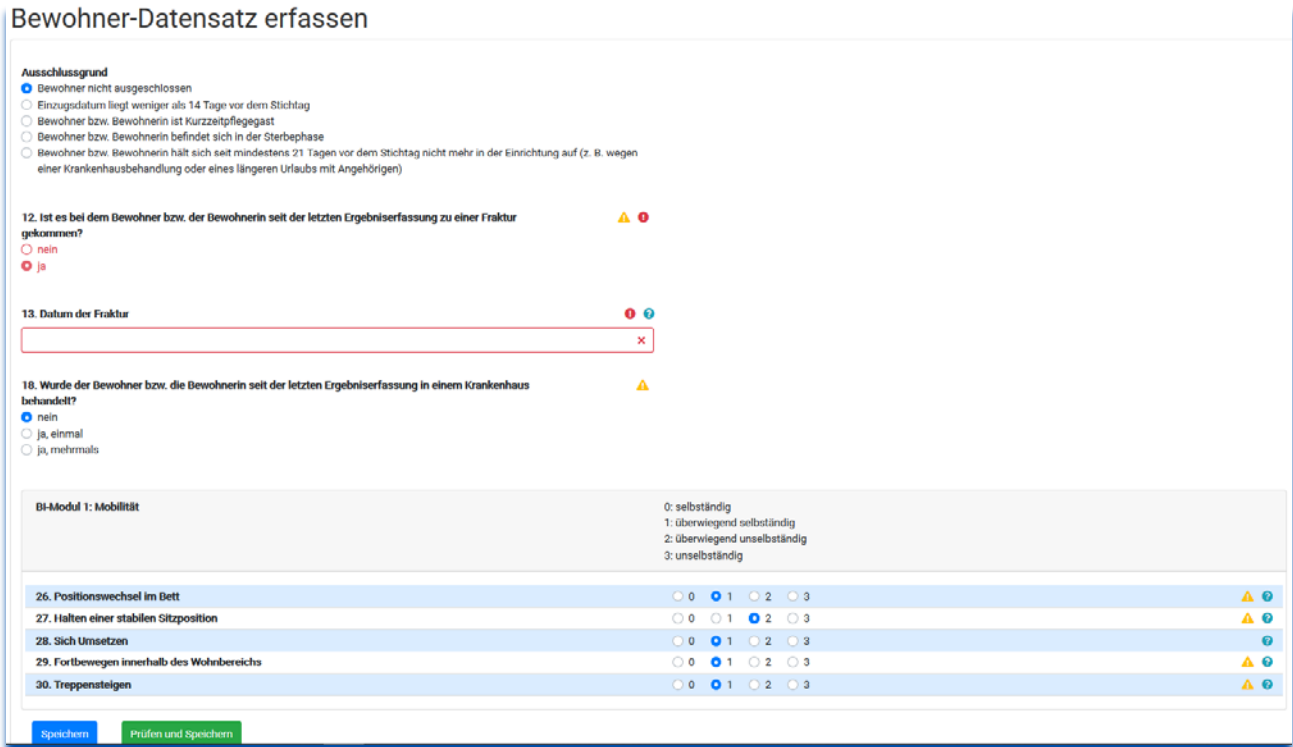 Bewohner-Datensatz erfassen
Ausschlussgrund
Bewohner nicht ausgeschlossen
Einzugsdatum liegt weniger als 14 Tage vor dem Stichtag
Bewohner bzw. Bewohnerin ist Kurzzeitpflegegast
Bewohner bzw. Bewohnerin befindet sich in der Sterbephase
Bewohner bzw. Bewohnerin hält sich seit mindestens 21 Tagen vor dem Stichtag nicht mehr in der Einrichtung auf (z. B. wegen
einer Krankenhausbehandlung oder eines längeren Urlaubs mit Angehörigen)
12. Ist es bei dem Bewohner bzw. der Bewohnerin seit der letzten Ergebniserfassung zu einer Fraktur
gekommen?
nein
ja
13. Datum der Fraktur
18. Wurde der Bewohner bzw. die Bewohnerin seit der letzten Ergebniserfassung in einem Krankenhaus
behandelt?
nein
ja, einmal
ja, mehrmals
BI-Modul 1: Mobilität
0: selbständig
1: überwiegend selbständig
2: überwiegend unselbständig
3: unselbständig
26. Positionswechsel im Bett 0 1 2 3
27. Halten einer stabilen Sitzposition 0 1 2 3
28. Sich Umsetzen 0 1 2 3
29. Fortbewegen innerhalb des Wohnbereichs 0 1 2 3
30. Treppensteigen 0 1 2 3
Speichern Prüfen und Speichern